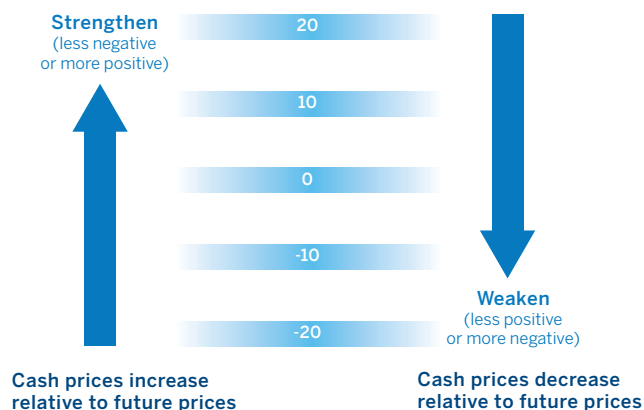 Strengthen
(less negative
or more positive)
20
10
0
-10
-20
Weaken
(less positive
or more negative)
Cash prices increase
relative to future prices
Cash prices decrease
relative to future prices